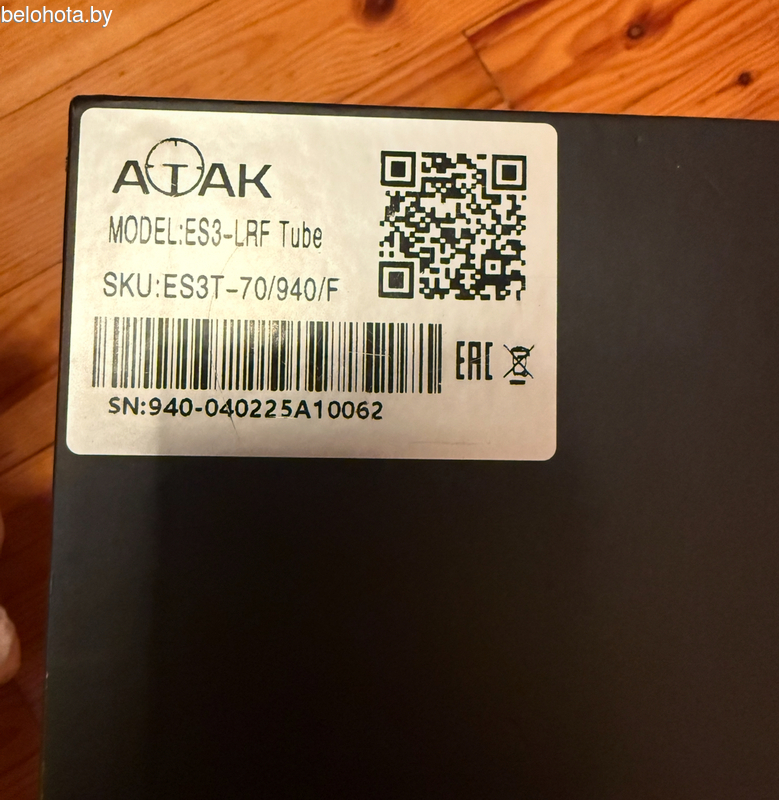 belohota.by
ATAK
MODEL:ES3-LRF Tube
SKU:ES3T-70/940/F
EAC
SN:940-040225A10062